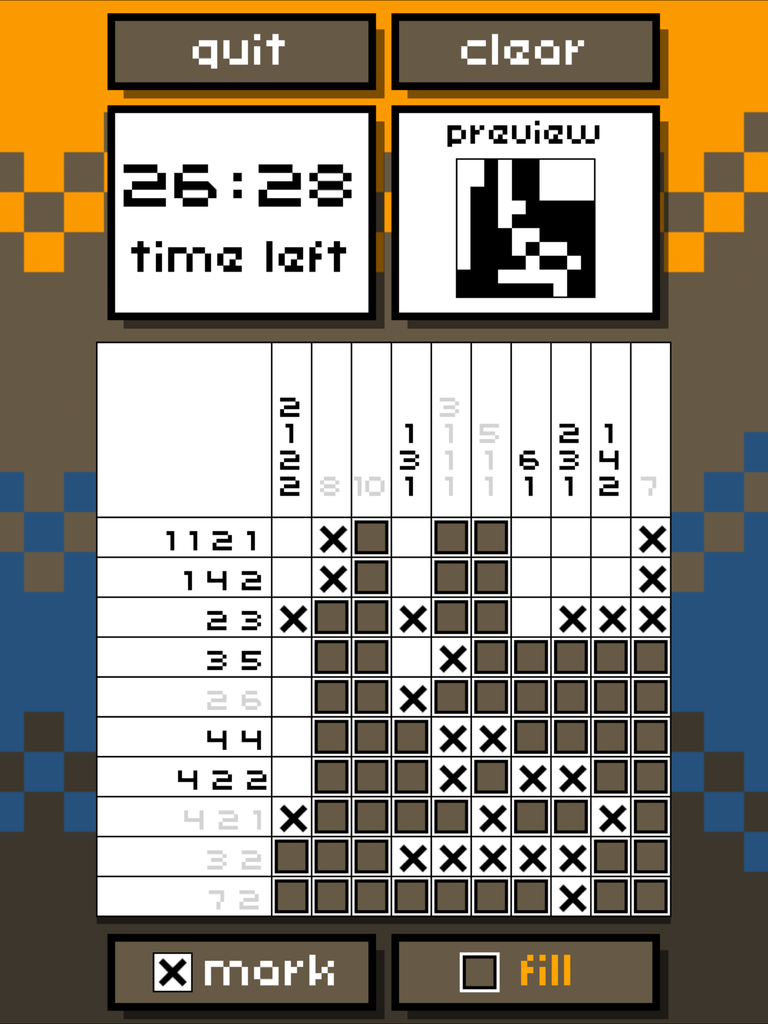 quit clear
26:28
time left
preview
2 3
1 1 1 5 2 1
2 3 1 1 6 3 4
2 8 10 1 1 1 1 1 2 7
1 1 2 1
1 4 2
2 3
3 5
2 6
4 4
4 2 2
4 2 1
3 2
7 2
mark fill